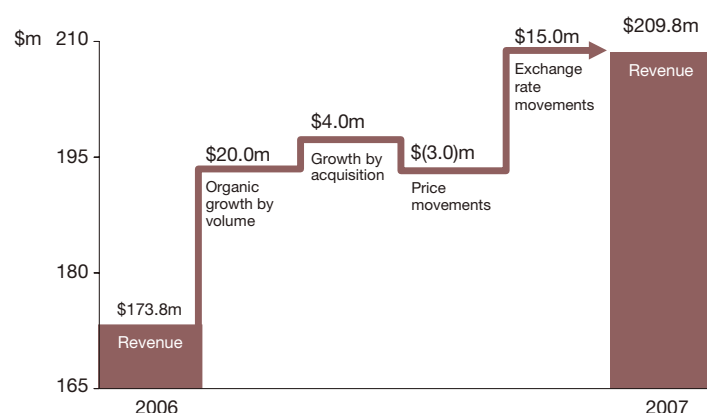 $m
210
195
180
165
$173.8m
Revenue
2006
$20.0m
Organic
growth by
volume
$4.0m
Growth by
acquisition
$(3.0)m
Price
movements
$15.0m
Exchange
rate
movements
$209.8m
Revenue
2007